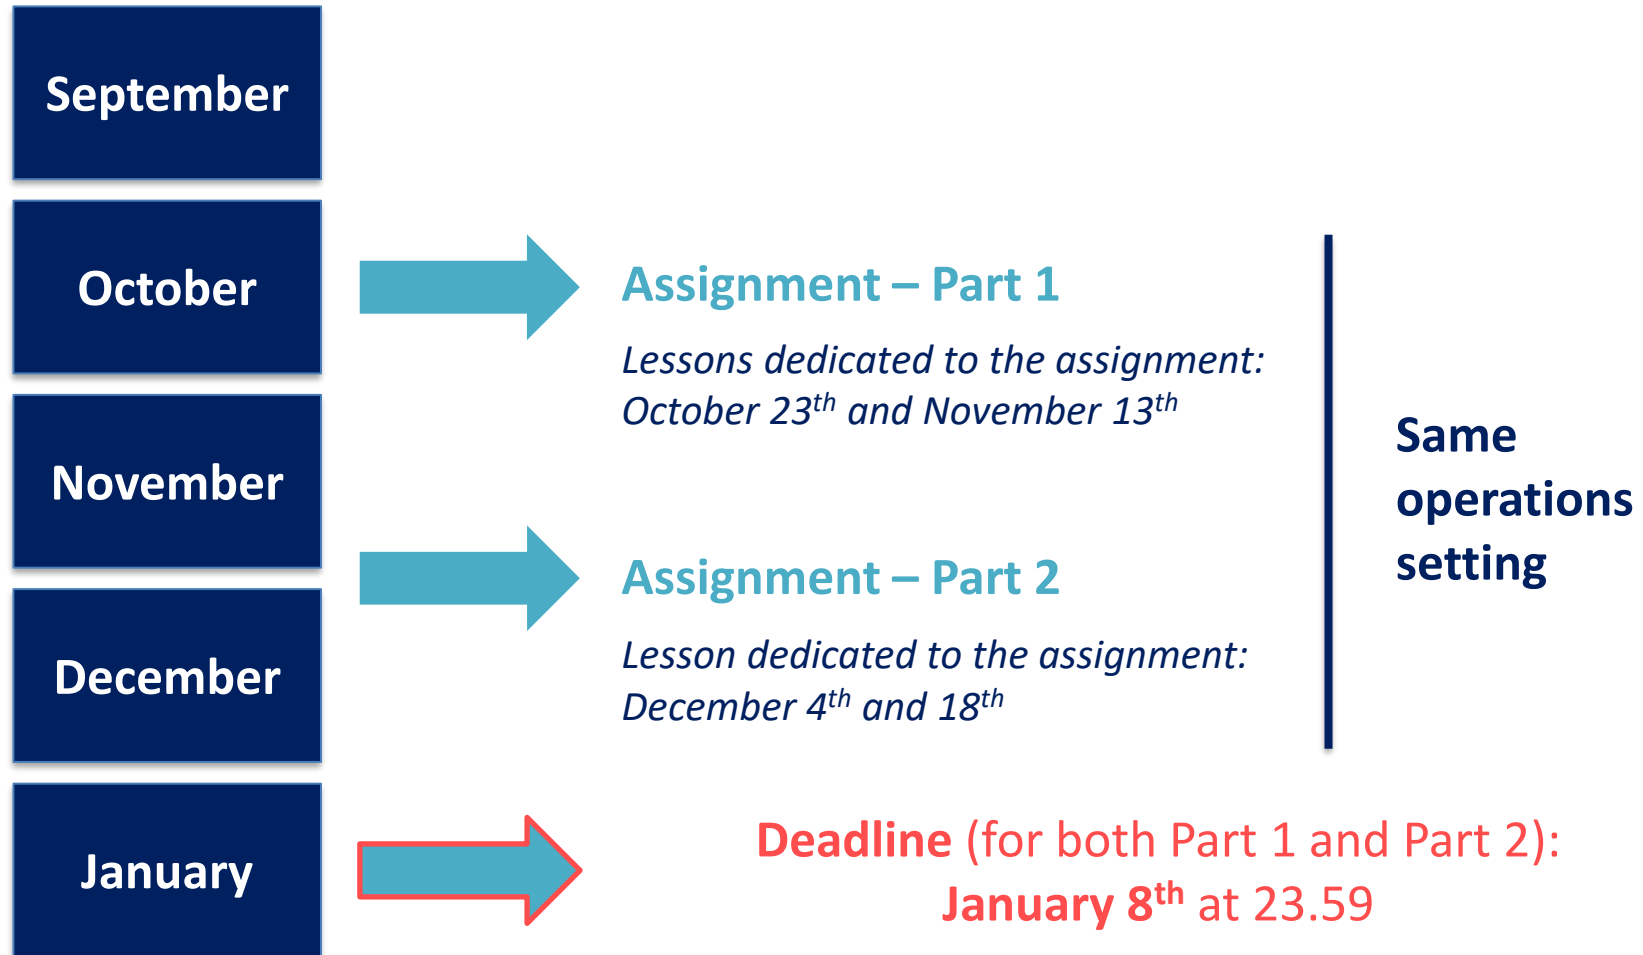 September
October
Assignment – Part 1
Lessons dedicated to the assignment:
October 23th and November 13th
November
Same
operations
setting
Assignment – Part 2
Lesson dedicated to the assignment:
December 4th and 18th
December
January
Deadline (for both Part 1 and Part 2):
January 8th at 23.59